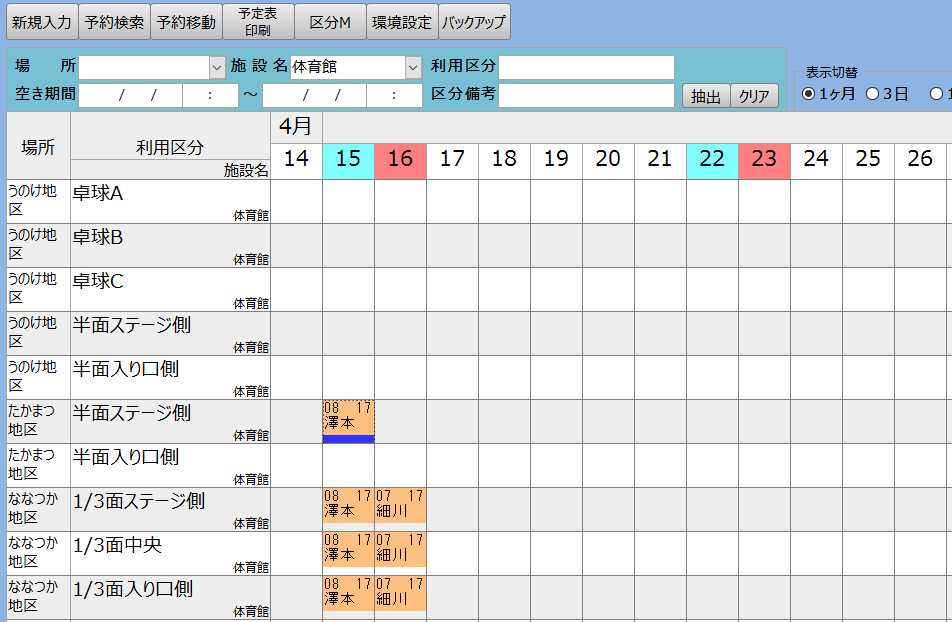 新規入力 予約検索 予約移動 予定表 印刷 区分M 環境設定 バックアップ
場 所 施 設 名 体育館 利用区分
空き期間 / / : ～ / / : 区分備考 抽出 クリア
表示切替
1ヶ月 3日
4月
場所 利用区分 施設名 14 15 16 17 18 19 20 21 22 23 24 25 26
うのけ地区 卓球A 体育館
うのけ地区 卓球B 体育館
うのけ地区 卓球C 体育館
うのけ地区 半面ステージ側 体育館
うのけ地区 半面入り口側 体育館
たかまつ地区 半面ステージ側 体育館 08 17 澤本
たかまつ地区 半面入り口側 体育館
ななつか地区 1/3面ステージ側 体育館 08 17 澤本 07 17 細川
ななつか地区 1/3面中央 体育館 08 17 澤本 07 17 細川
ななつか地区 1/3面入り口側 体育館 08 17 澤本 07 17 細川